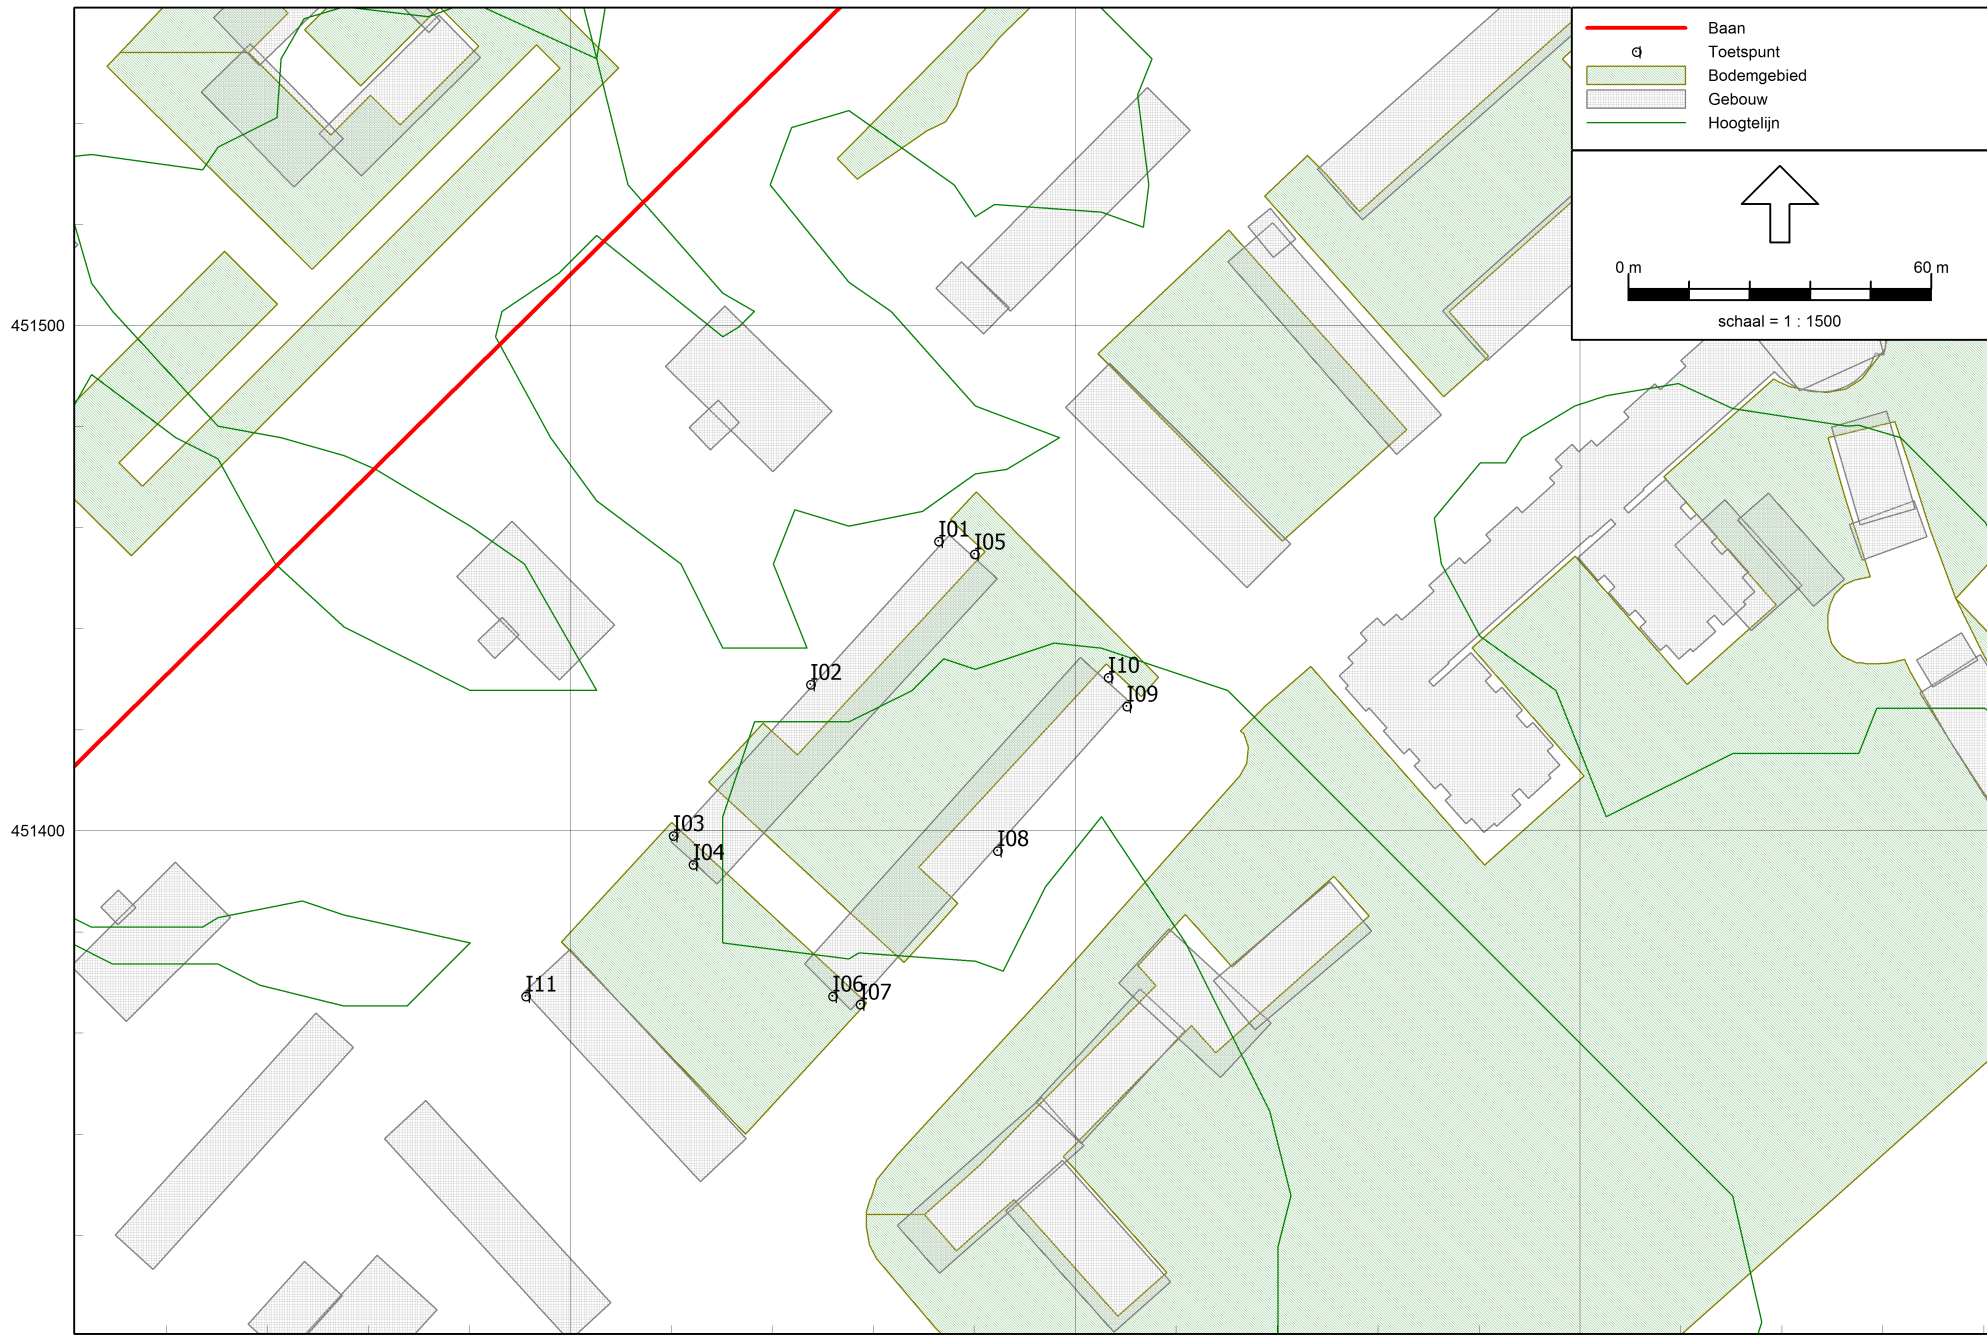 Baan
Toetspunt
Bodemgebied
Gebouw
Hoogtelijn
0 m 60 m
schaal = 1 : 1500
451500
I01
I05
I02
I10
I09
451400
I03
I04
I08
I11
I06
I07